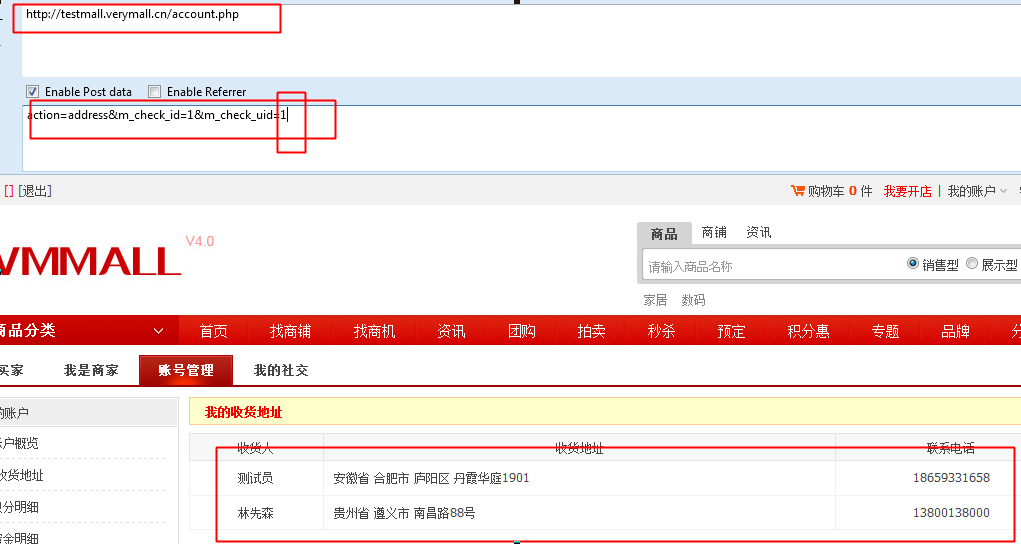 http://testmall.verymall.cn/account.php
Enable Post data Enable Referrer
action=address&m_check_id=1&m_check_uid=1
[] [退出] 购物车 0 件 我要开店 | 我的账户
VMMALL V4.0
商品 商铺 资讯
请输入商品名称 销售型 展示型
家居 数码
商品分类 首页 找商铺 找商机 资讯 团购 拍卖 秒杀 预定 积分惠 专题 品牌
买家 我是商家 账号管理 我的社交
的账户
我的收货地址
账户概览
收货人 收货地址 联系电话
收货地址
测试员 安徽省 合肥市 庐阳区 丹霞华庭1901 18659331658
积分明细
林先森 贵州省 遵义市 南昌路88号 13800138000
资金明细